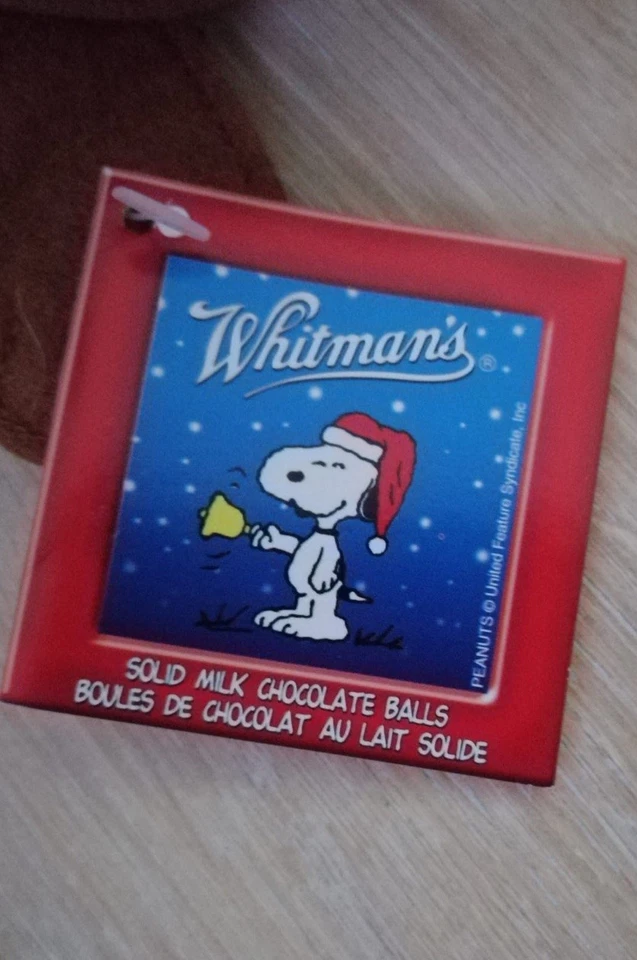 Whitman's®
PEANUTS © United Feature Syndicate, Inc
SOLID MILK CHOCOLATE BALLS
BOULES DE CHOCOLAT AU LAIT SOLIDE